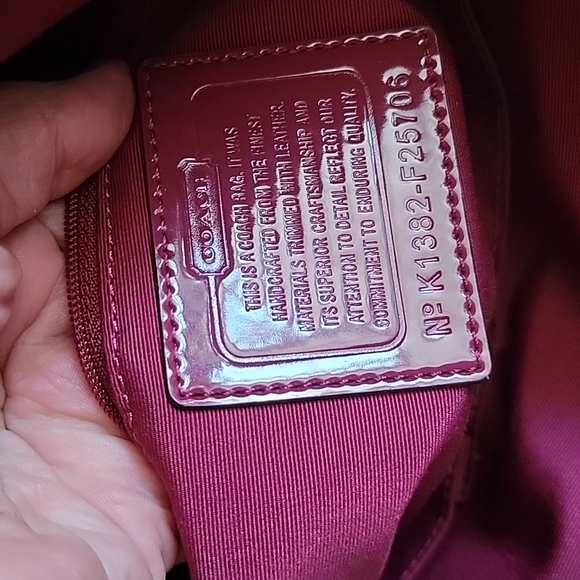 COACH
THIS IS A COACH BAG. IT WAS
HANDCRAFTED FROM THE FINEST
MATERIALS TRIMMED WITH LEATHER.
ITS SUPERIOR CRAFTSMANSHIP AND
ATTENTION TO DETAIL REFLECT OUR
COMMITMENT TO ENDURING QUALITY.
Nº K1382-F25706